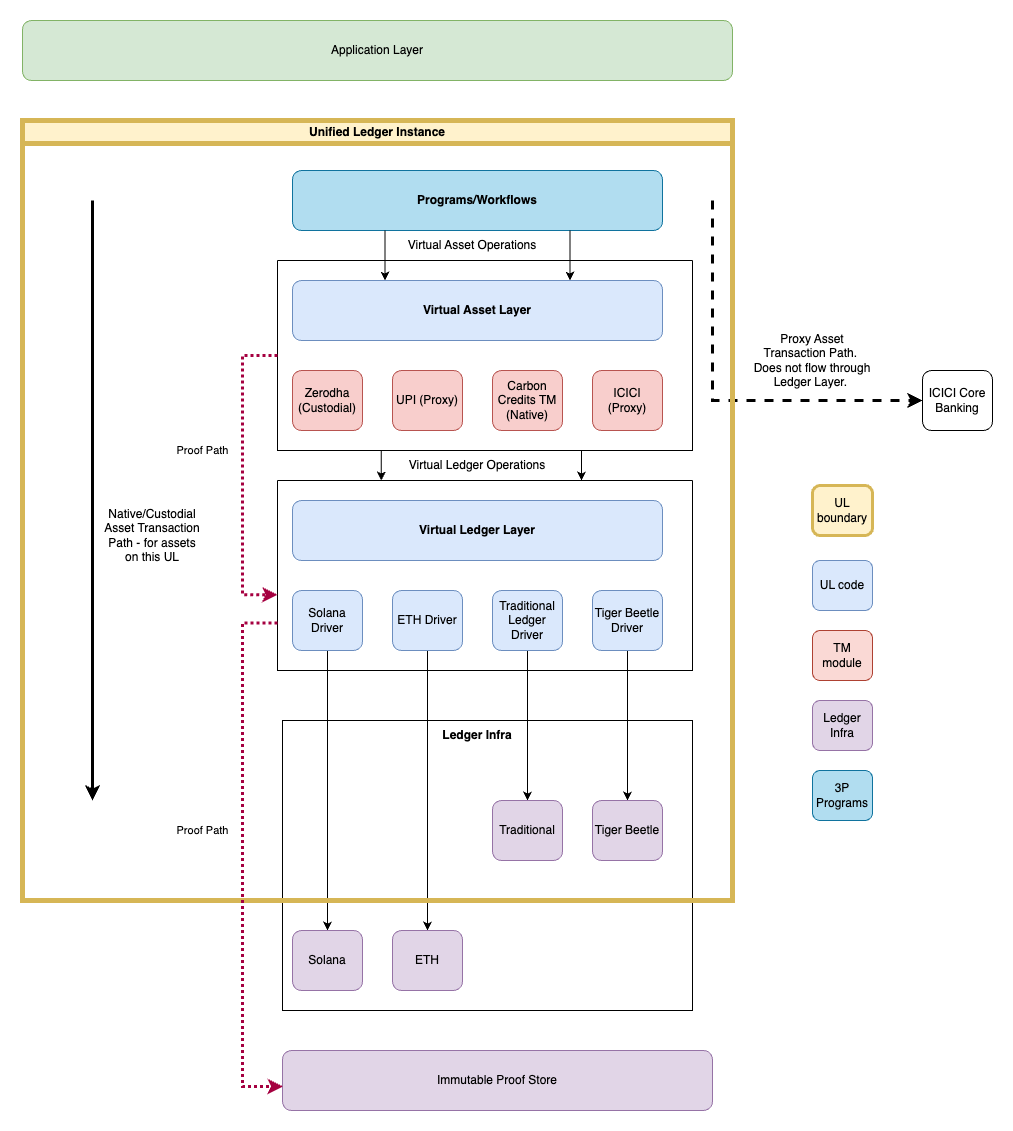 Application Layer
Unified Ledger Instance
Programs/Workflows
Virtual Asset Operations
Virtual Asset Layer
Zerodha
(Custodial)
UPI (Proxy)
Carbon
Credits TM
(Native)
ICICI
(Proxy)
Proxy Asset
Transaction Path.
Does not flow through
Ledger Layer.
ICICI Core
Banking
Proof Path
Virtual Ledger Operations
Native/Custodial
Asset Transaction
Path - for assets
on this UL
Virtual Ledger Layer
Solana
Driver
ETH Driver
Traditional
Ledger
Driver
Tiger Beetle
Driver
UL
boundary
UL code
TM
module
Ledger
Infra
3P
Programs
Ledger Infra
Proof Path
Traditional
Tiger Beetle
Solana
ETH
Immutable Proof Store